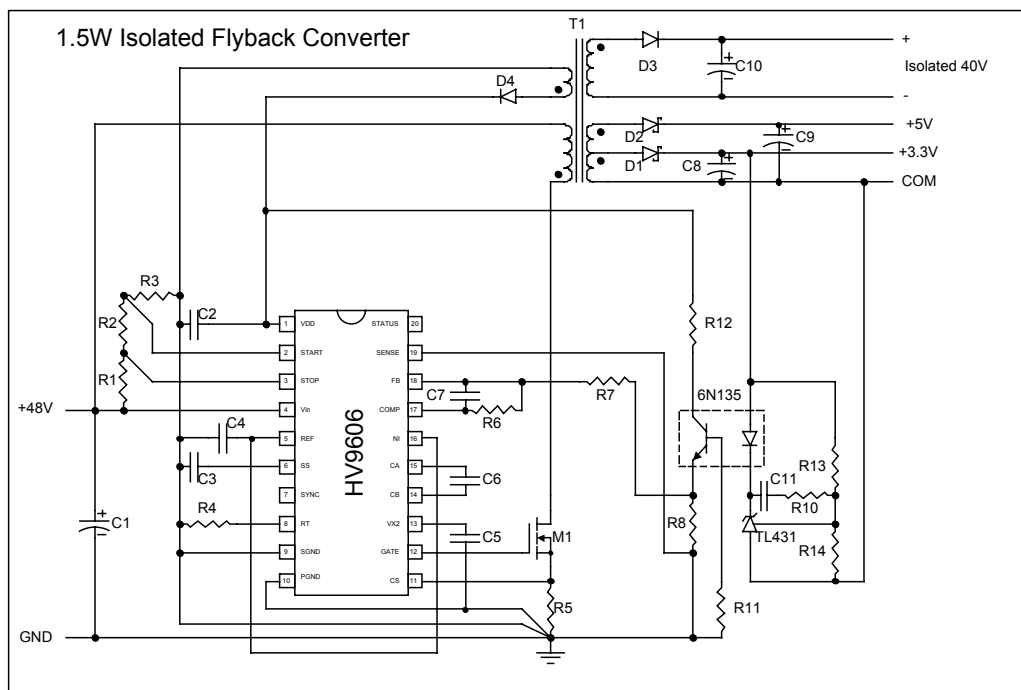 1.5W Isolated Flyback Converter
T1
+
D3
C10
Isolated 40V
D4
-
+5V
D2
C9
+3.3V
D1
C8
COM
R3
C2
R2
R1
R12
1 VDD STATUS 20
2 START SENSE 19
3 STOP FB 18
4 Vin COMP 17
5 REF NI 16
6 SS CA 15
7 SYNC CB 14
8 RT VX2 13
9 SGND GATE 12
10 PGND CS 11
HV9606
+48V
C7
R6
R7
6N135
C4
C3
C6
R13
C11
R10
R4
C5
M1
R8
TL431
R14
C1
R5
R11
GND